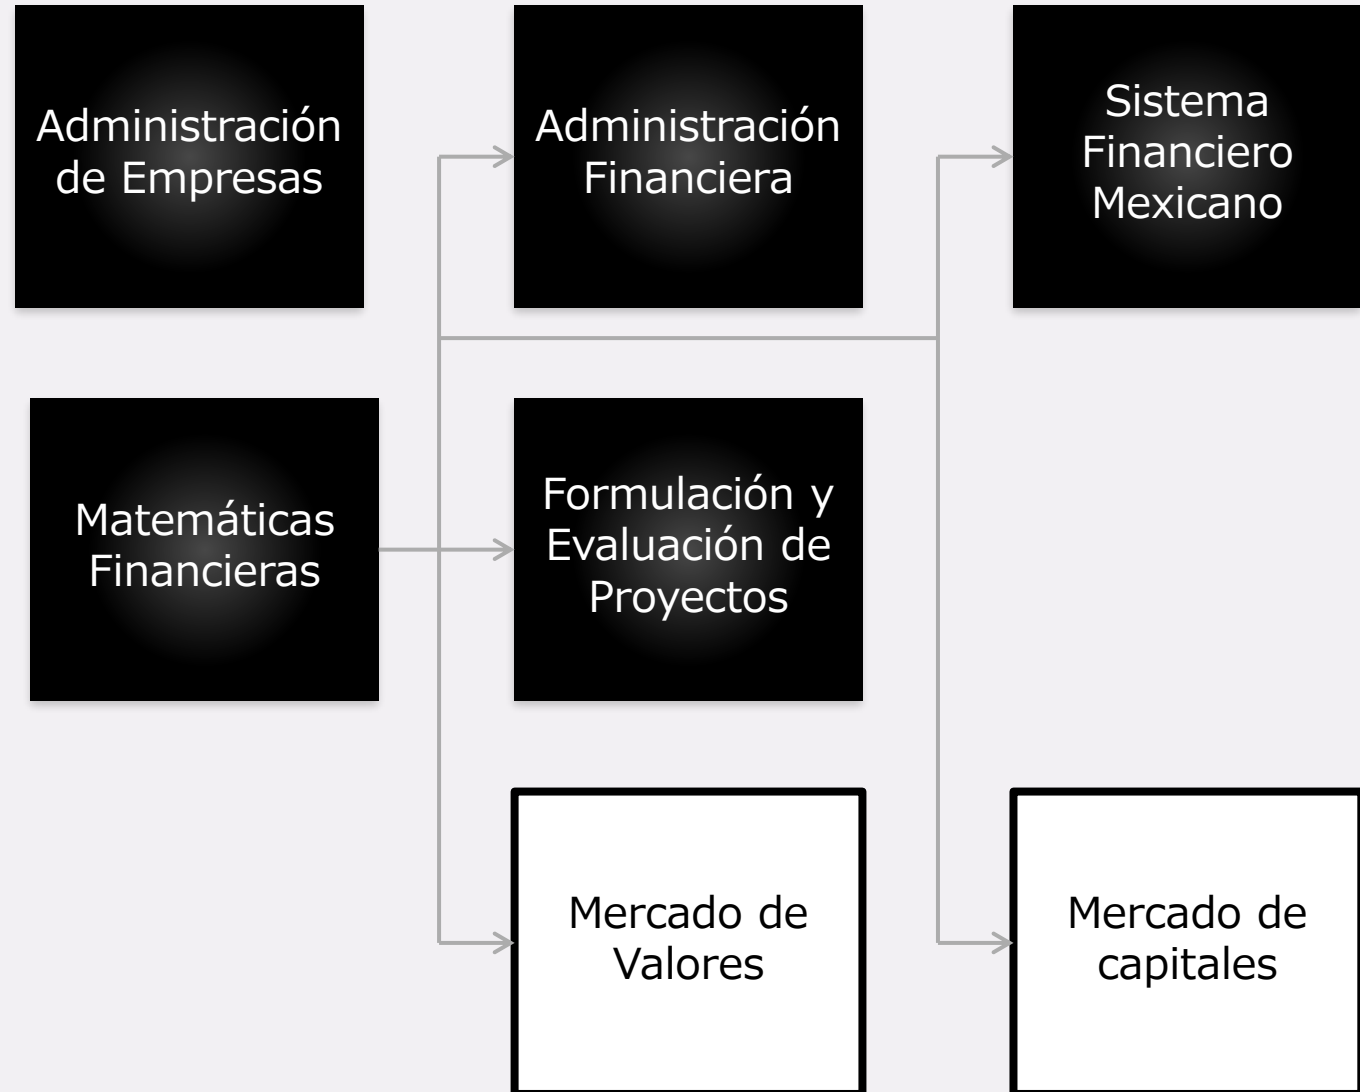 Administración
de Empresas
Administración
Financiera
Sistema
Financiero
Mexicano
Matemáticas
Financieras
Formulación y
Evaluación de
Proyectos
Mercado de
Valores
Mercado de
capitales